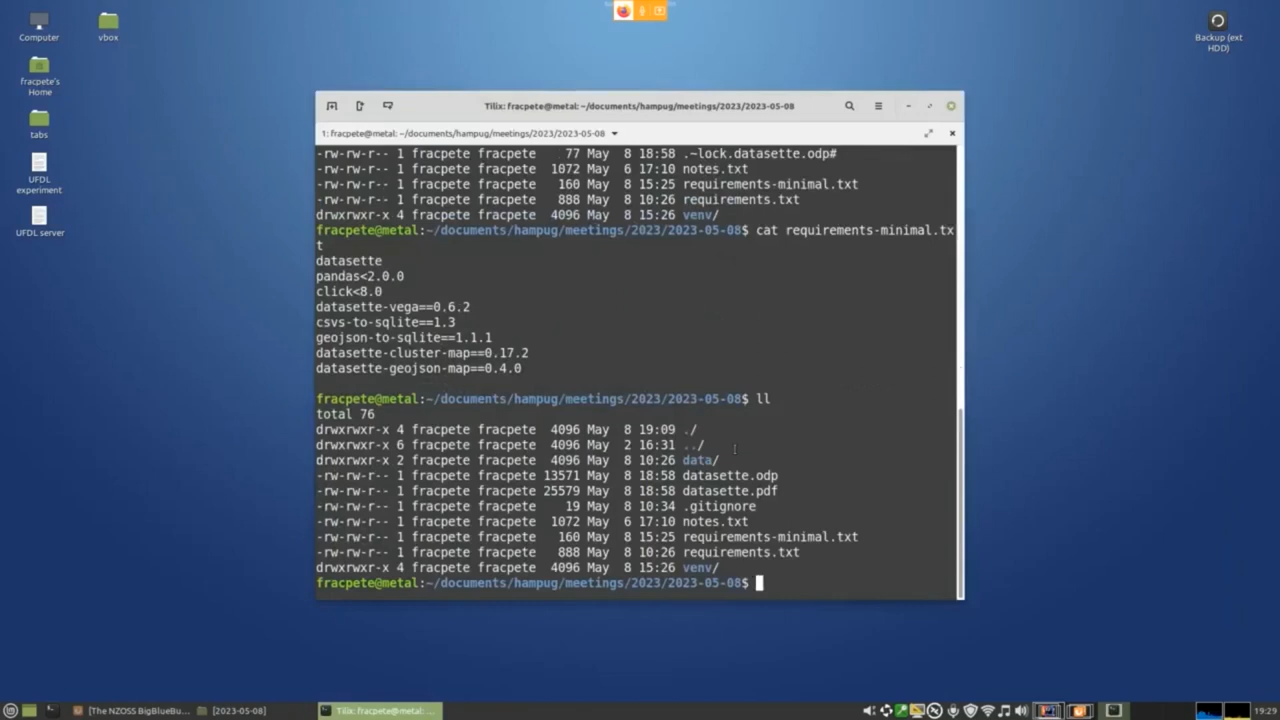 Computer
vbox
Backup (ext
HDD)
fracpete's
Home
tabs
UFDL
experiment
UFDL server
Tilix: fracpete@metal: ~/documents/hampug/meetings/2023/2023-05-08
1: fracpete@metal: ~/documents/hampug/meetings/2023/2023-05-08
-rw-rw-r-- 1 fracpete fracpete    77 May  8 18:58 .~lock.datasette.odp#
-rw-rw-r-- 1 fracpete fracpete  1072 May  6 17:10 notes.txt
-rw-rw-r-- 1 fracpete fracpete   160 May  8 15:25 requirements-minimal.txt
-rw-rw-r-- 1 fracpete fracpete   888 May  8 10:26 requirements.txt
drwxrwxr-x 4 fracpete fracpete  4096 May  8 15:26 venv/
fracpete@metal:~/documents/hampug/meetings/2023/2023-05-08$ cat requirements-minimal.tx
t
datasette
pandas<2.0.0
click<8.0
datasette-vega==0.6.2
csvs-to-sqlite==1.3
geojson-to-sqlite==1.1.1
datasette-cluster-map==0.17.2
datasette-geojson-map==0.4.0
fracpete@metal:~/documents/hampug/meetings/2023/2023-05-08$ ll
total 76
drwxrwxr-x 4 fracpete fracpete  4096 May  8 19:09 ./
drwxrwxr-x 6 fracpete fracpete  4096 May  2 16:31 ../
drwxrwxr-x 2 fracpete fracpete  4096 May  8 10:26 data/
-rw-rw-r-- 1 fracpete fracpete 13571 May  8 18:58 datasette.odp
-rw-rw-r-- 1 fracpete fracpete 25579 May  8 18:58 datasette.pdf
-rw-rw-r-- 1 fracpete fracpete    19 May  8 10:34 .gitignore
-rw-rw-r-- 1 fracpete fracpete  1072 May  6 17:10 notes.txt
-rw-rw-r-- 1 fracpete fracpete   160 May  8 15:25 requirements-minimal.txt
-rw-rw-r-- 1 fracpete fracpete   888 May  8 10:26 requirements.txt
drwxrwxr-x 4 fracpete fracpete  4096 May  8 15:26 venv/
fracpete@metal:~/documents/hampug/meetings/2023/2023-05-08$
[The NZOSS BigBlueBu...
[2023-05-08]
Tilix: fracpete@metal: ~/...
19:29